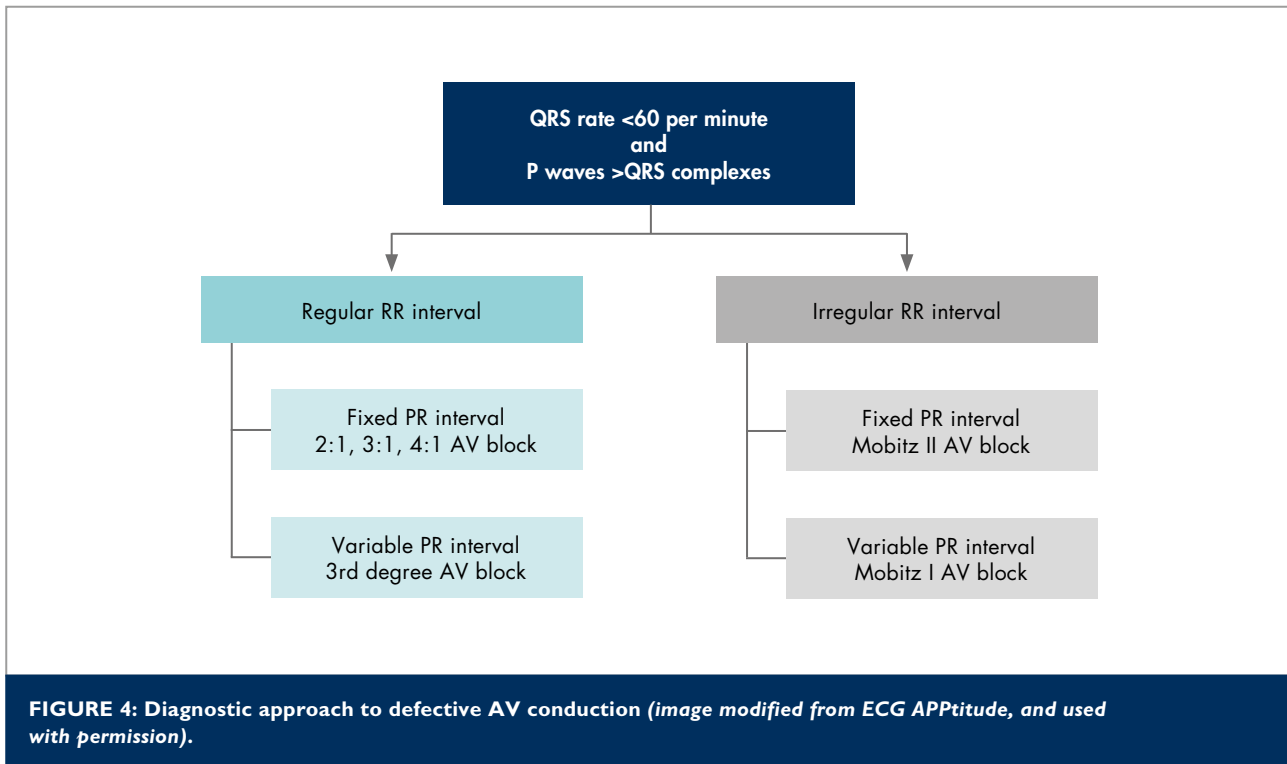 QRS rate <60 per minute
and
P waves >QRS complexes
Regular RR interval
Irregular RR interval
Fixed PR interval
2:1, 3:1, 4:1 AV block
Fixed PR interval
Mobitz II AV block
Variable PR interval
3rd degree AV block
Variable PR interval
Mobitz I AV block
FIGURE 4: Diagnostic approach to defective AV conduction (image modified from ECG APPtitude, and used
with permission).